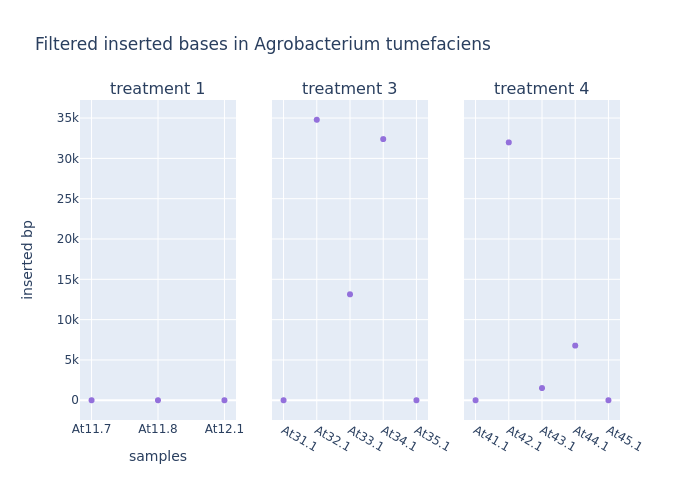 Filtered inserted bases in Agrobacterium tumefaciens
treatment 1
treatment 3
treatment 4
35k
30k
25k
20k
15k
10k
5k
0
inserted bp
At11.7 At11.8 At12.1
At31.1 At32.1 At33.1 At34.1 At35.1
At41.1 At42.1 At43.1 At44.1 At45.1
samples